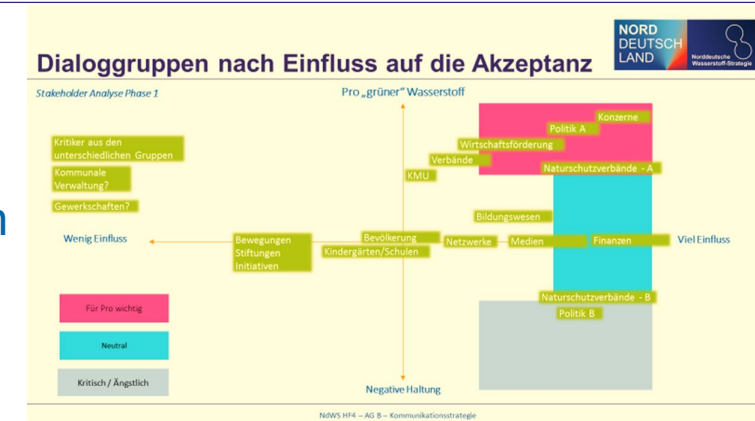 NORD
DEUTSCH
LAND
Norddeutsche
Wasserstoff-Strategie
Dialoggruppen nach Einfluss auf die Akzeptanz
Stakeholder Analyse Phase 1
Pro „grüner" Wasserstoff
Konzerne
Politik A
Wirtschaftsförderung
Verbände
Naturschutzverbände - A
KMU
Kritiker aus den
unterschiedlichen Gruppen
Kommunale
Verwaltung?
Gewerkschaften?
Bildungswesen
Wenig Einfluss
Bewegungen
Stiftungen
Initiativen
Bevölkerung
Kindergärten/Schulen
Netzwerke
Medien
Finanzen
Viel Einfluss
Naturschutzverbände - B
Politik B
Für Pro wichtig
Neutral
Kritisch / Ängstlich
Negative Haltung
NdWS HF4 – AG B – Kommunikationsstrategie